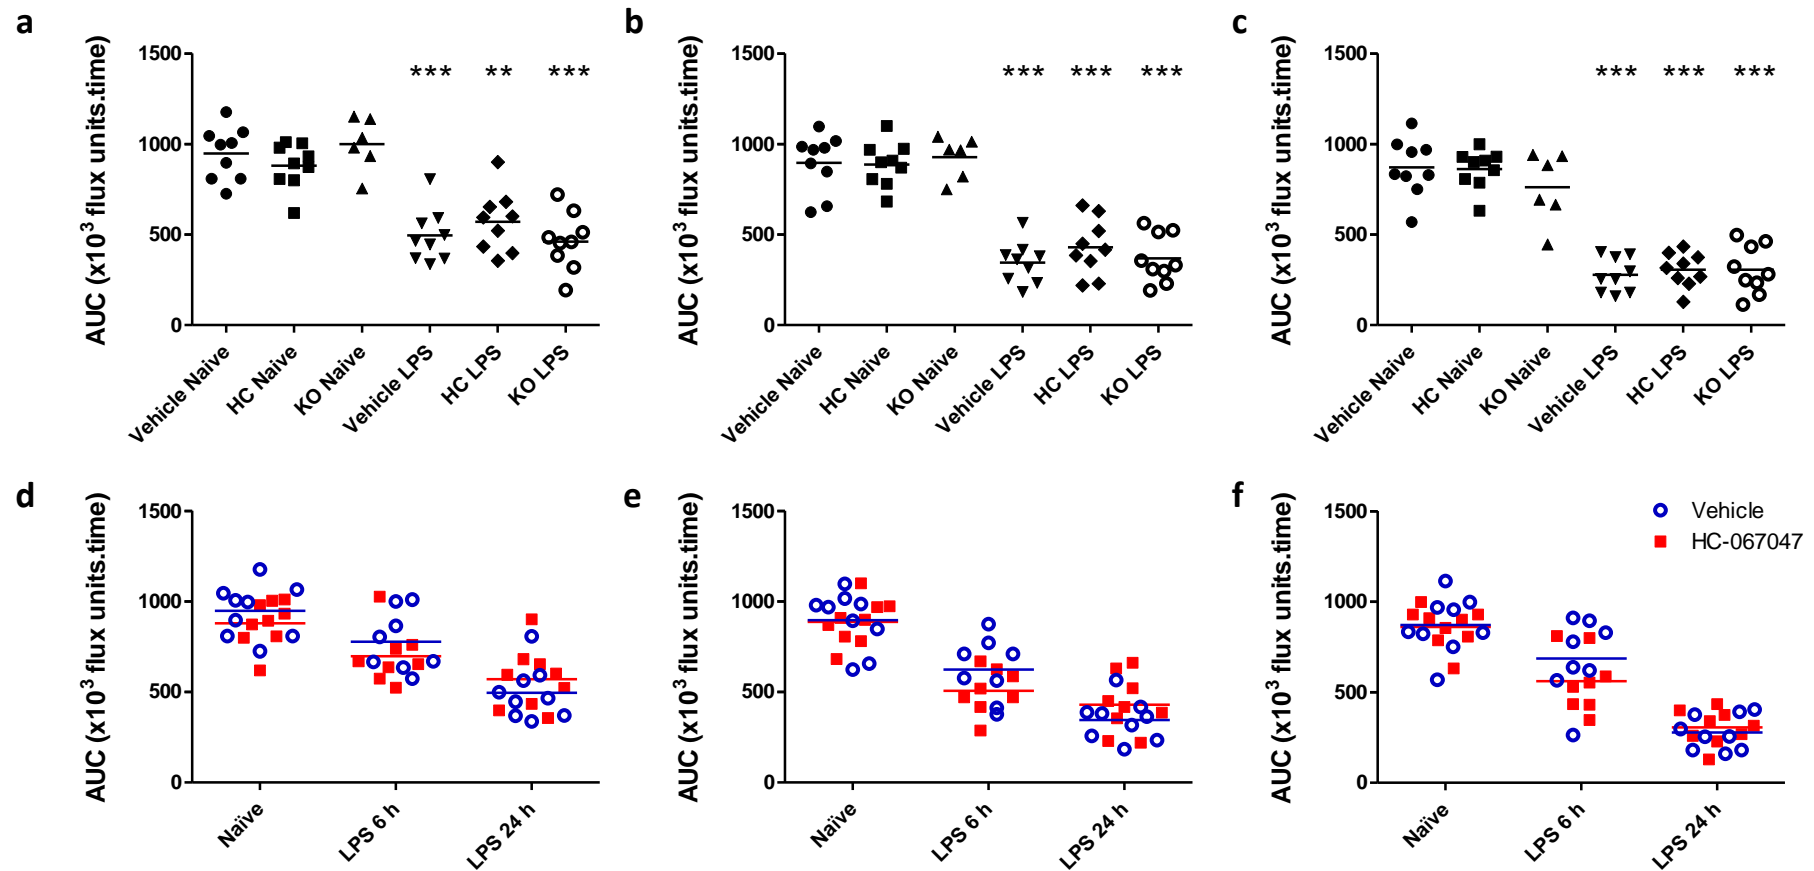 a
AUC (x10³ flux units.time)
1500
1000
500
0
*** ** ***
Vehicle Naive
HC Naive
KO Naive
Vehicle LPS
HC LPS
KO LPS
b
AUC (x10³ flux units.time)
1500
1000
500
0
*** *** ***
Vehicle Naive
HC Naive
KO Naive
Vehicle LPS
HC LPS
KO LPS
c
AUC (x10³ flux units.time)
1500
1000
500
0
*** *** ***
Vehicle Naive
HC Naive
KO Naive
Vehicle LPS
HC LPS
KO LPS
d
AUC (x10³ flux units.time)
1500
1000
500
0
Naïve
LPS 6 h
LPS 24 h
e
AUC (x10³ flux units.time)
1500
1000
500
0
Naïve
LPS 6 h
LPS 24 h
f
AUC (x10³ flux units.time)
1500
1000
500
0
Naïve
LPS 6 h
LPS 24 h
Vehicle
HC-067047